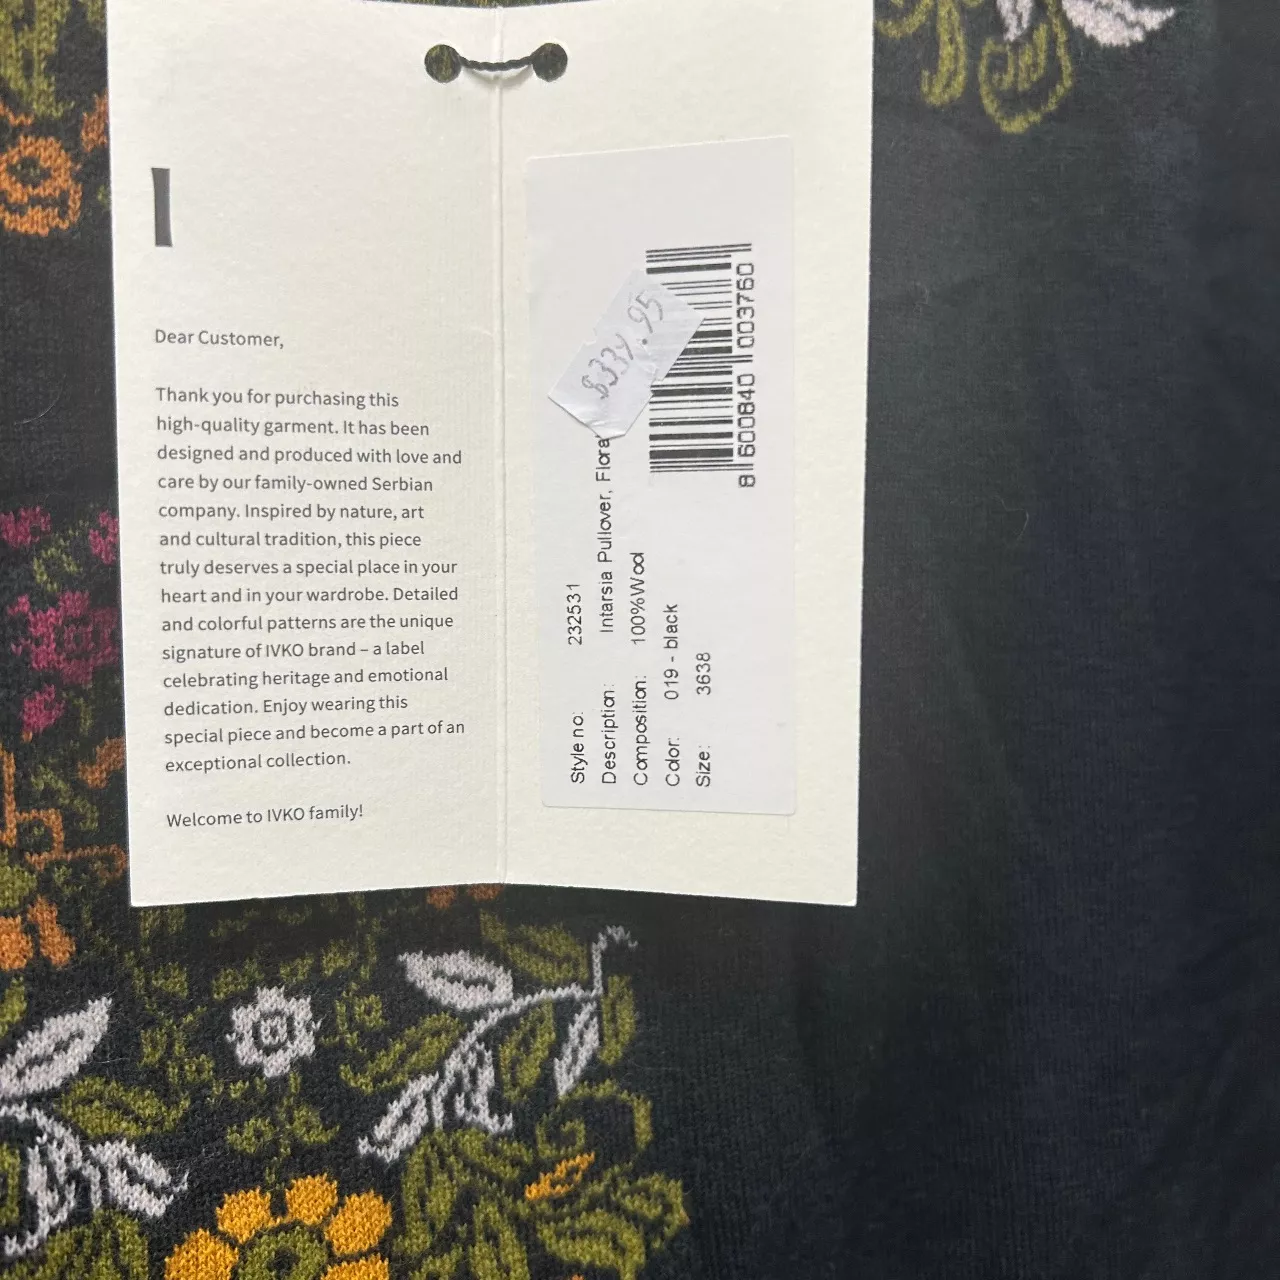 Dear Customer,
Thank you for purchasing this
high-quality garment. It has been
designed and produced with love and
care by our family-owned Serbian
company. Inspired by nature, art
and cultural tradition, this piece
truly deserves a special place in your
heart and in your wardrobe. Detailed
and colorful patterns are the unique
signature of IVKO brand – a label
celebrating heritage and emotional
dedication. Enjoy wearing this
special piece and become a part of an
exceptional collection.
Welcome to IVKO family!
Style no: 232531
Description: Intarsia Pullover, Flora
Composition: 100%Wool
Color: 019 - black
Size: 3638
$339.95
8 600840 003760